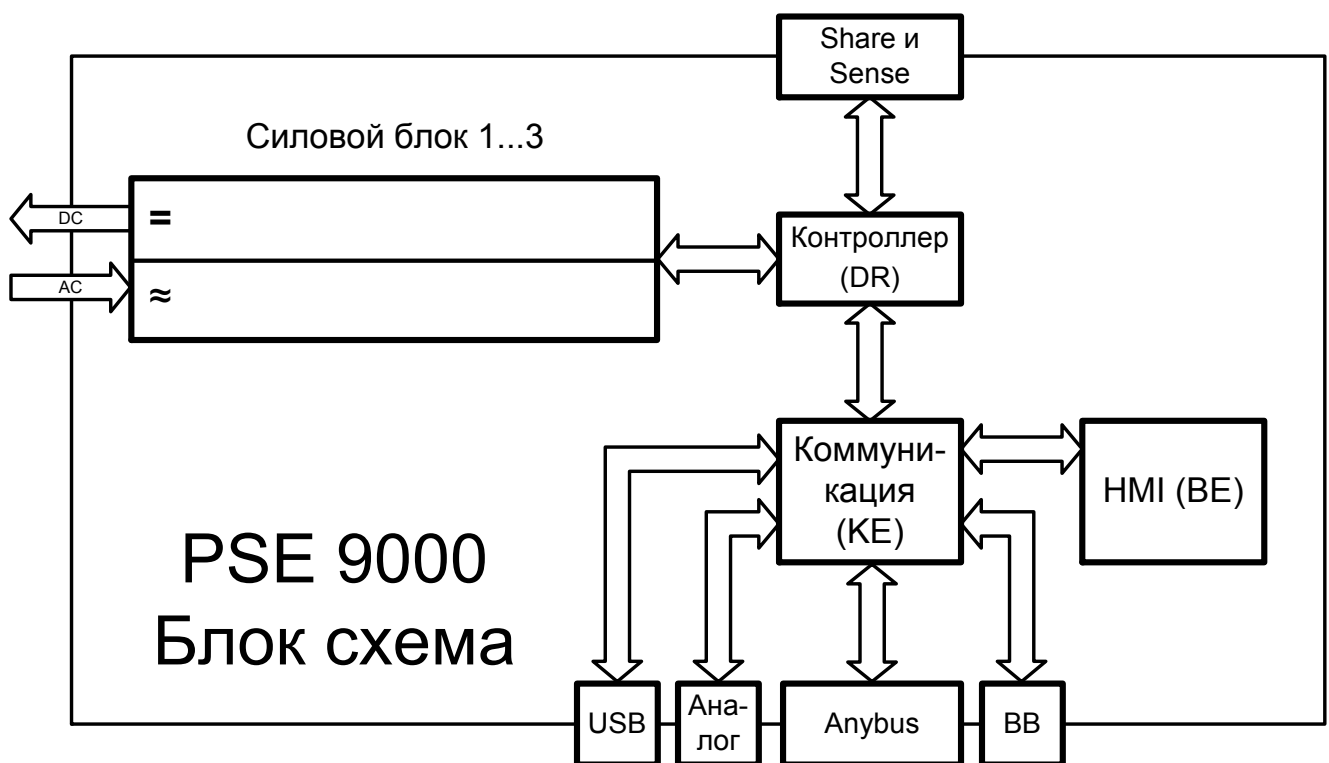 Share и
Sense
Силовой блок 1...3
DC
=
AC
≈
Контроллер
(DR)
Коммуни-
кация
(KE)
HMI (BE)
PSE 9000
Блок схема
USB
Ана-
лог
Anybus
BB